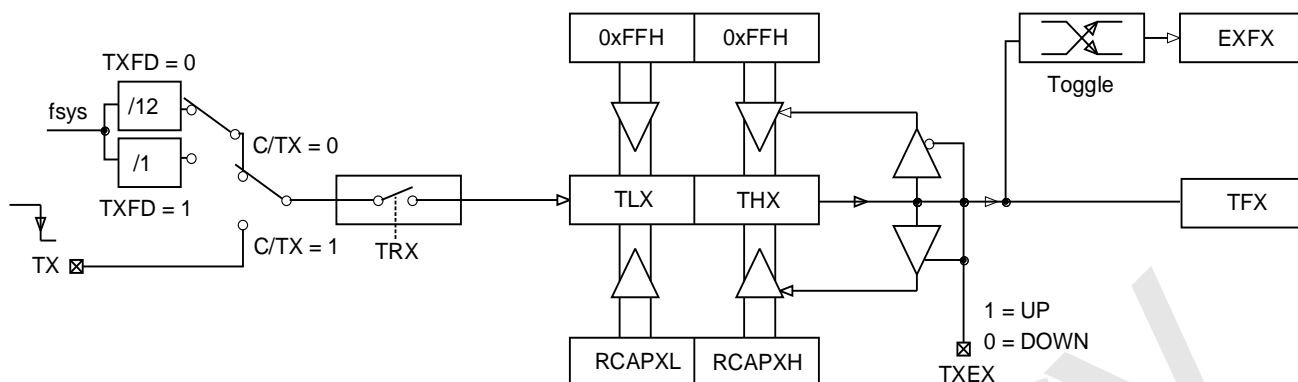 0xFFH 0xFFH
EXFX
Toggle
TXFD = 0
fsys
/12
/1
TXFD = 1
C/TX = 0
C/TX = 1
TX
TRX
TLX THX
TFX
RCAPXL RCAPXH
1 = UP
0 = DOWN
TXEX